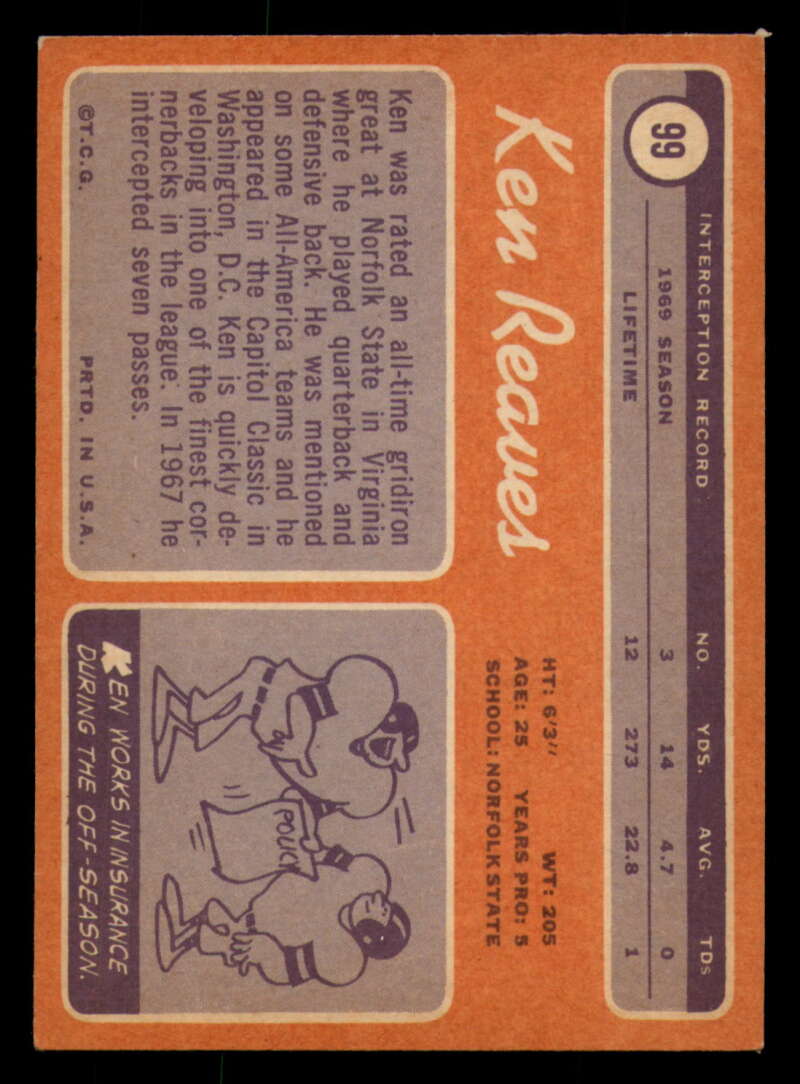 99
INTERCEPTION RECORD NO. YDS. AVG. TDs
1969 SEASON 3 14 4.7 0
LIFETIME 12 273 22.8 1
Ken Reaves
HT: 6'3" WT: 205
AGE: 25 YEARS PRO: 5
SCHOOL: NORFOLK STATE
Ken was rated an all-time gridiron
great at Norfolk State in Virginia
where he played quarterback and
defensive back. He was mentioned
on some All-America teams and he
appeared in the Capitol Classic in
Washington, D.C. Ken is quickly de-
veloping into one of the finest cor-
nerbacks in the league. In 1967 he
intercepted seven passes.
©T.C.G. PRTD. IN U.S.A.
POLICY
KEN WORKS IN INSURANCE
DURING THE OFF-SEASON.